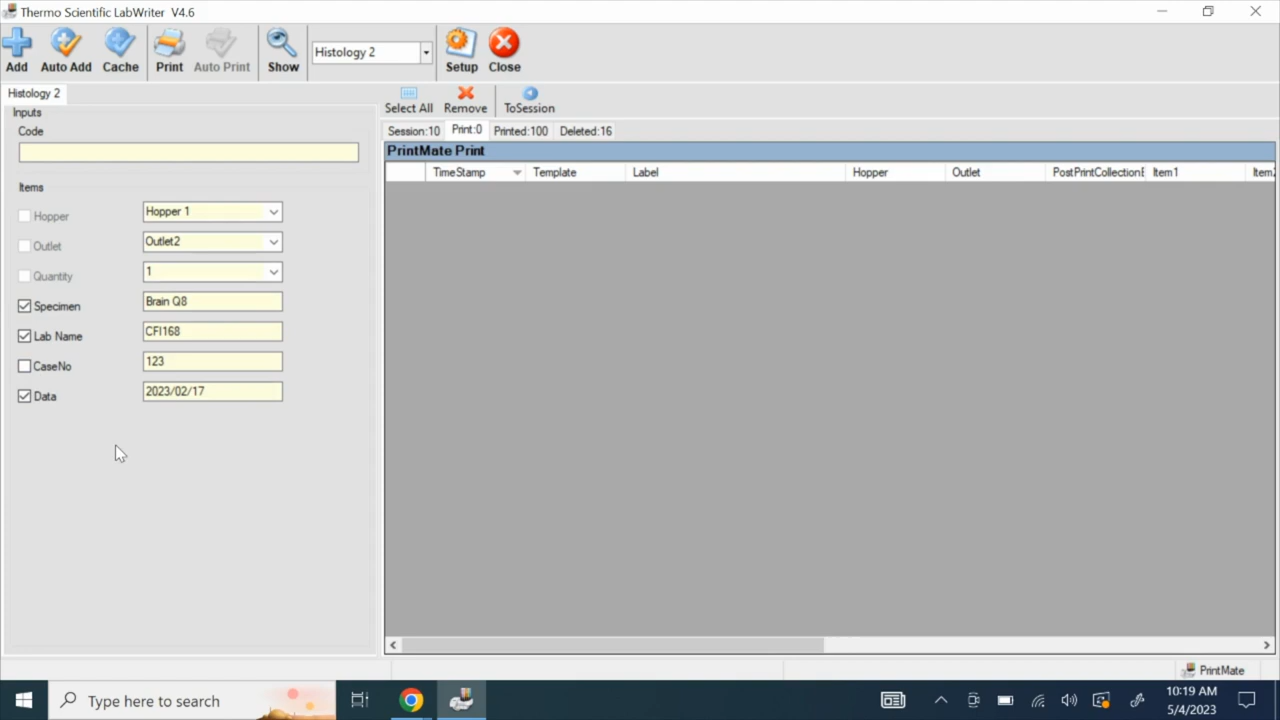 Thermo Scientific LabWriter V4.6
Add
Auto Add
Cache
Print
Auto Print
Show
Histology 2
Setup
Close
Histology 2
Inputs
Code
Items
Hopper
Hopper 1
Outlet
Outlet2
Quantity
1
Specimen
Brain Q8
Lab Name
CFI168
CaseNo
123
Data
2023/02/17
Select All
Remove
ToSession
Session:10
Print:0
Printed:100
Deleted:16
PrintMate Print
TimeStamp
Template
Label
Hopper
Outlet
PostPrintCollectionE
Item1
PrintMate
Type here to search
10:19 AM
5/4/2023